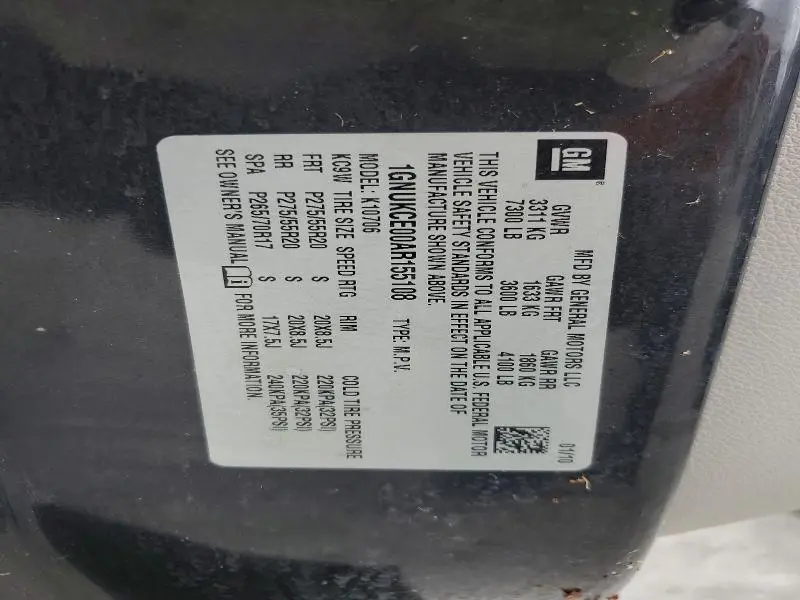 GM ®
MFD BY GENERAL MOTORS LLC 01/10
GVWR GAWR FRT GAWR RR
3311 KG 1633 KG 1860 KG
7300 LB 3600 LB 4100 LB
THIS VEHICLE CONFORMS TO ALL APPLICABLE U.S. FEDERAL MOTOR
VEHICLE SAFETY STANDARDS IN EFFECT ON THE DATE OF
MANUFACTURE SHOWN ABOVE.
1GNUKCE00AR155108 TYPE: M.P.V.
MODEL: K10706
KC9W TIRE SIZE SPEED RTG RIM COLD TIRE PRESSURE
FRT P275/55R20 S 20X8.5J 220KPA(32PSI)
RR P275/55R20 S 20X8.5J 220KPA(32PSI)
SPA P265/70R17 S 17X7.5J 240KPA(35PSI)
SEE OWNER'S MANUAL FOR MORE INFORMATION.